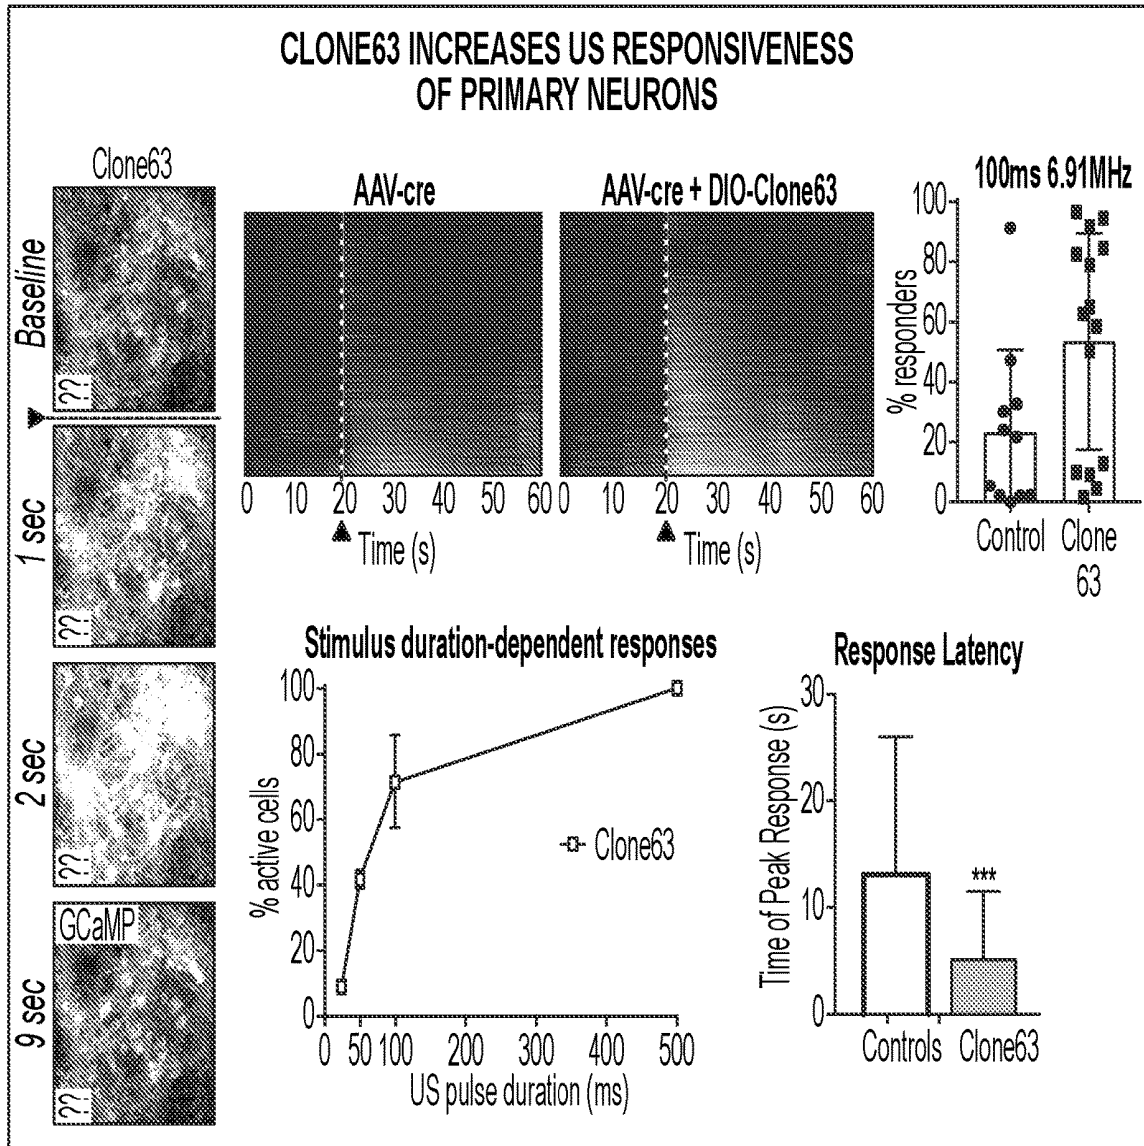 CLONE63 INCREASES US RESPONSIVENESS
OF PRIMARY NEURONS
Clone63
Baseline
??
1 sec
??
2 sec
??
9 sec
GCaMP
??
AAV-cre
0 10 20 30 40 50 60
Time (s)
AAV-cre + DIO-Clone63
0 10 20 30 40 50 60
Time (s)
100ms 6.91MHz
% responders
100
80
60
40
20
0
Control Clone
63
Stimulus duration-dependent responses
% active cells
100
80
60
40
20
0
Clone63
0 50 100 200 300 400 500
US pulse duration (ms)
Response Latency
Time of Peak Response (s)
30
20
10
0
***
Controls Clone63